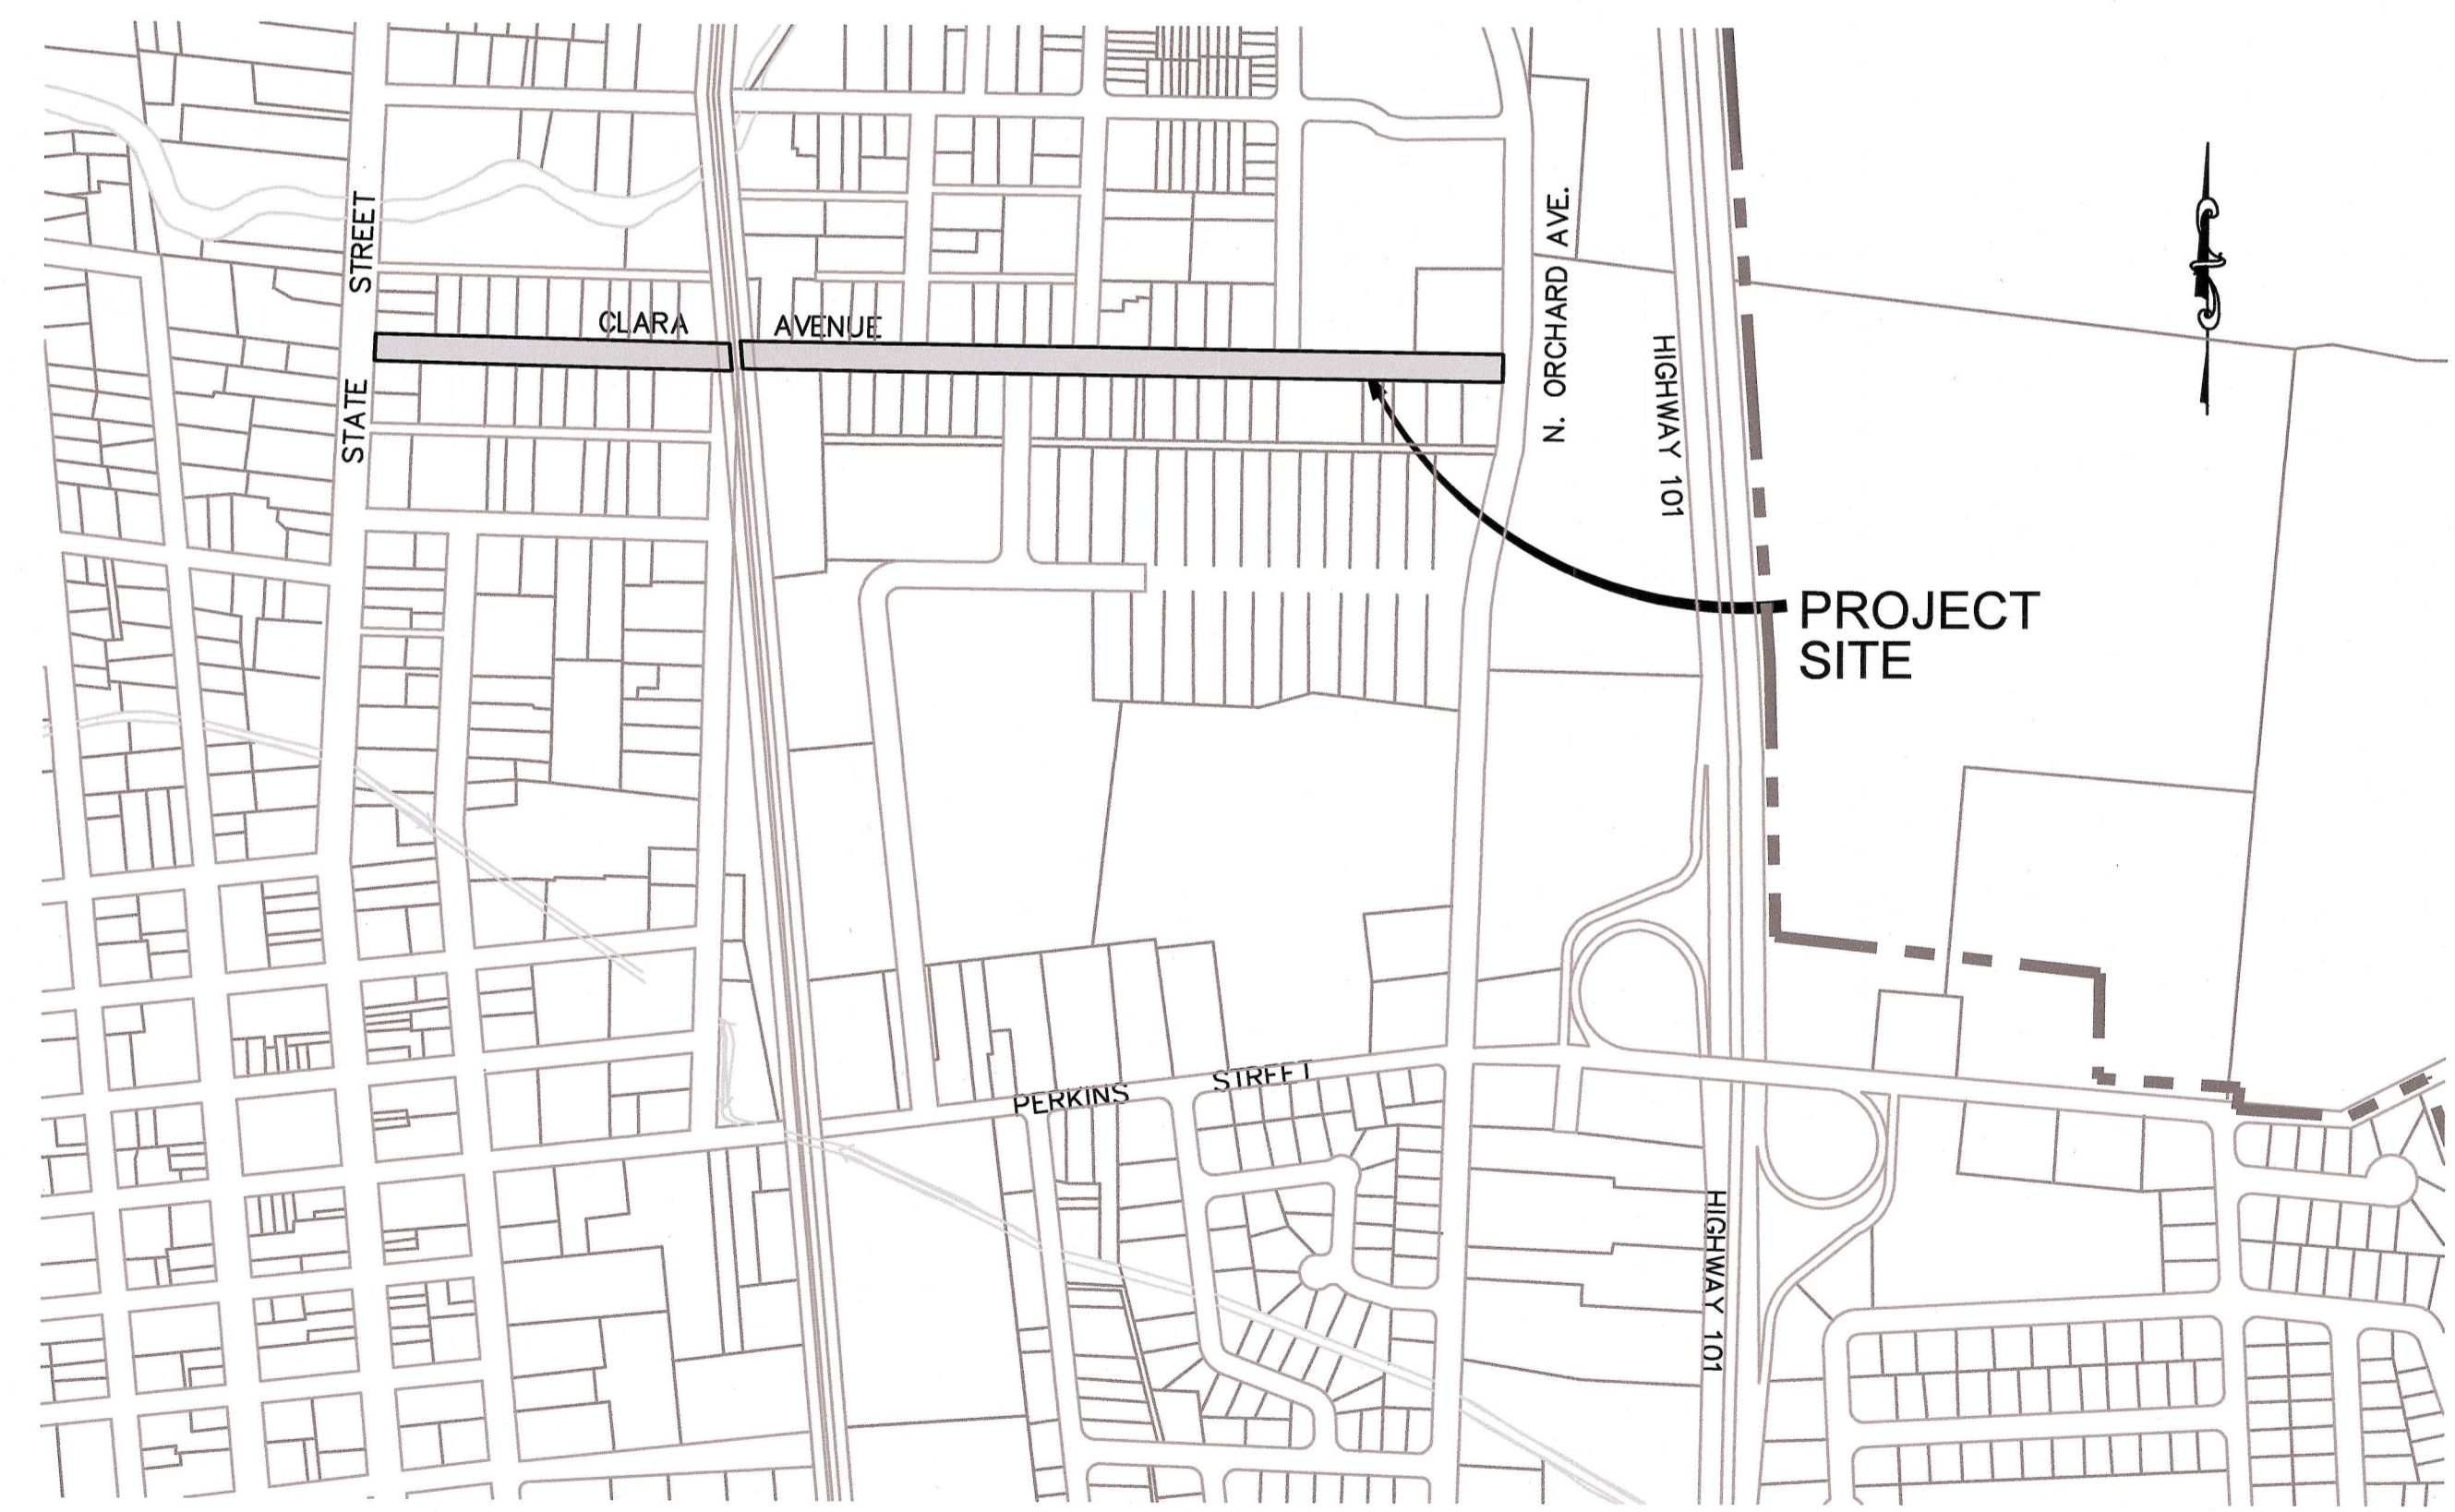 STATE STREET
CLARA AVENUE
N. ORCHARD AVE.
HIGHWAY 101
PROJECT
SITE
PERKINS STREET
HIGHWAY 101